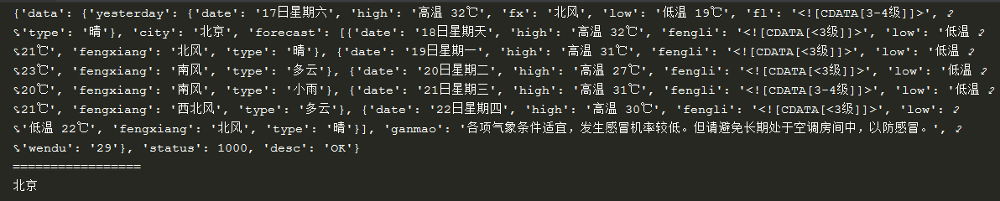 {'data': {'yesterday': {'date': '17日星期六', 'high': '高温 32℃', 'fx': '北风', 'low': '低温 19℃', 'fl': '<![CDATA[3-4级]]>',
'type': '晴'}, 'city': '北京', 'forecast': [{'date': '18日星期天', 'high': '高温 32℃', 'fengli': '<![CDATA[<3级]]>', 'low': '低温
21℃', 'fengxiang': '北风', 'type': '晴'}, {'date': '19日星期一', 'high': '高温 31℃', 'fengli': '<![CDATA[<3级]]>', 'low': '低温
23℃', 'fengxiang': '南风', 'type': '多云'}, {'date': '20日星期二', 'high': '高温 27℃', 'fengli': '<![CDATA[<3级]]>', 'low': '低温
20℃', 'fengxiang': '南风', 'type': '小雨'}, {'date': '21日星期三', 'high': '高温 31℃', 'fengli': '<![CDATA[3-4级]]>', 'low': '低温
21℃', 'fengxiang': '西北风', 'type': '多云'}, {'date': '22日星期四', 'high': '高温 30℃', 'fengli': '<![CDATA[<3级]]>', 'low':
'低温 22℃', 'fengxiang': '北风', 'type': '晴'}], 'ganmao': '各项气象条件适宜，发生感冒机率较低。但请避免长期处于空调房间中，以防感冒。',
'wendu': '29'}, 'status': 1000, 'desc': 'OK'}
==================
北京